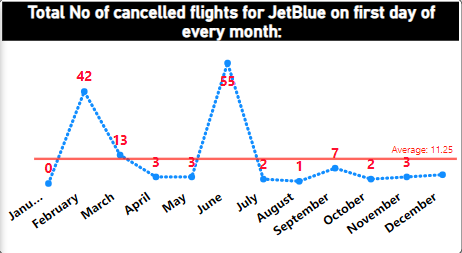 Total No of cancelled flights for JetBlue on first day of
every month:
42
55
Average: 11.25
13
0
3
3
2
1
7
2
3
Janu...
February
March
April
May
June
July
August
September
October
November
December